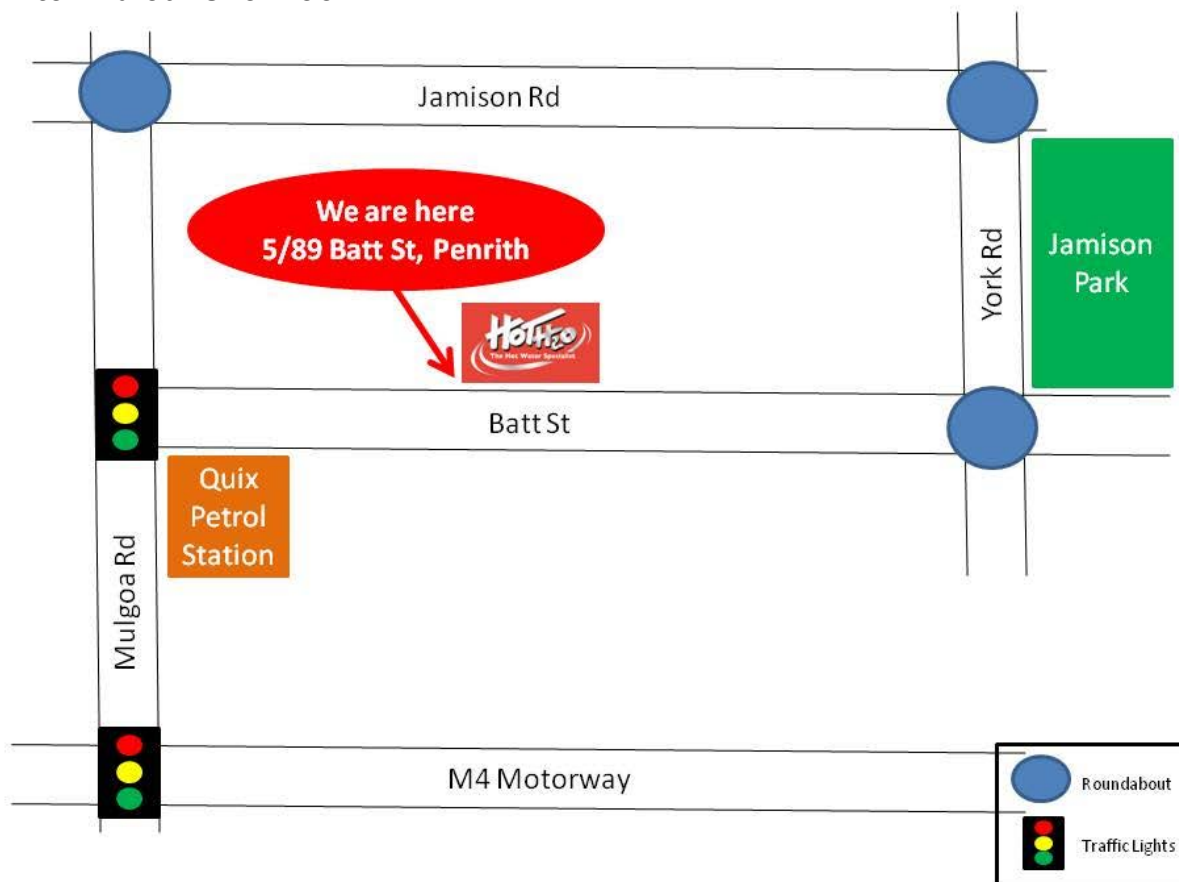 Jamison Rd
We are here
5/89 Batt St, Penrith
HOTH2O
The Hot Water Specialist
York Rd
Jamison
Park
Batt St
Quix
Petrol
Station
Mulgoa Rd
M4 Motorway
Roundabout
Traffic Lights